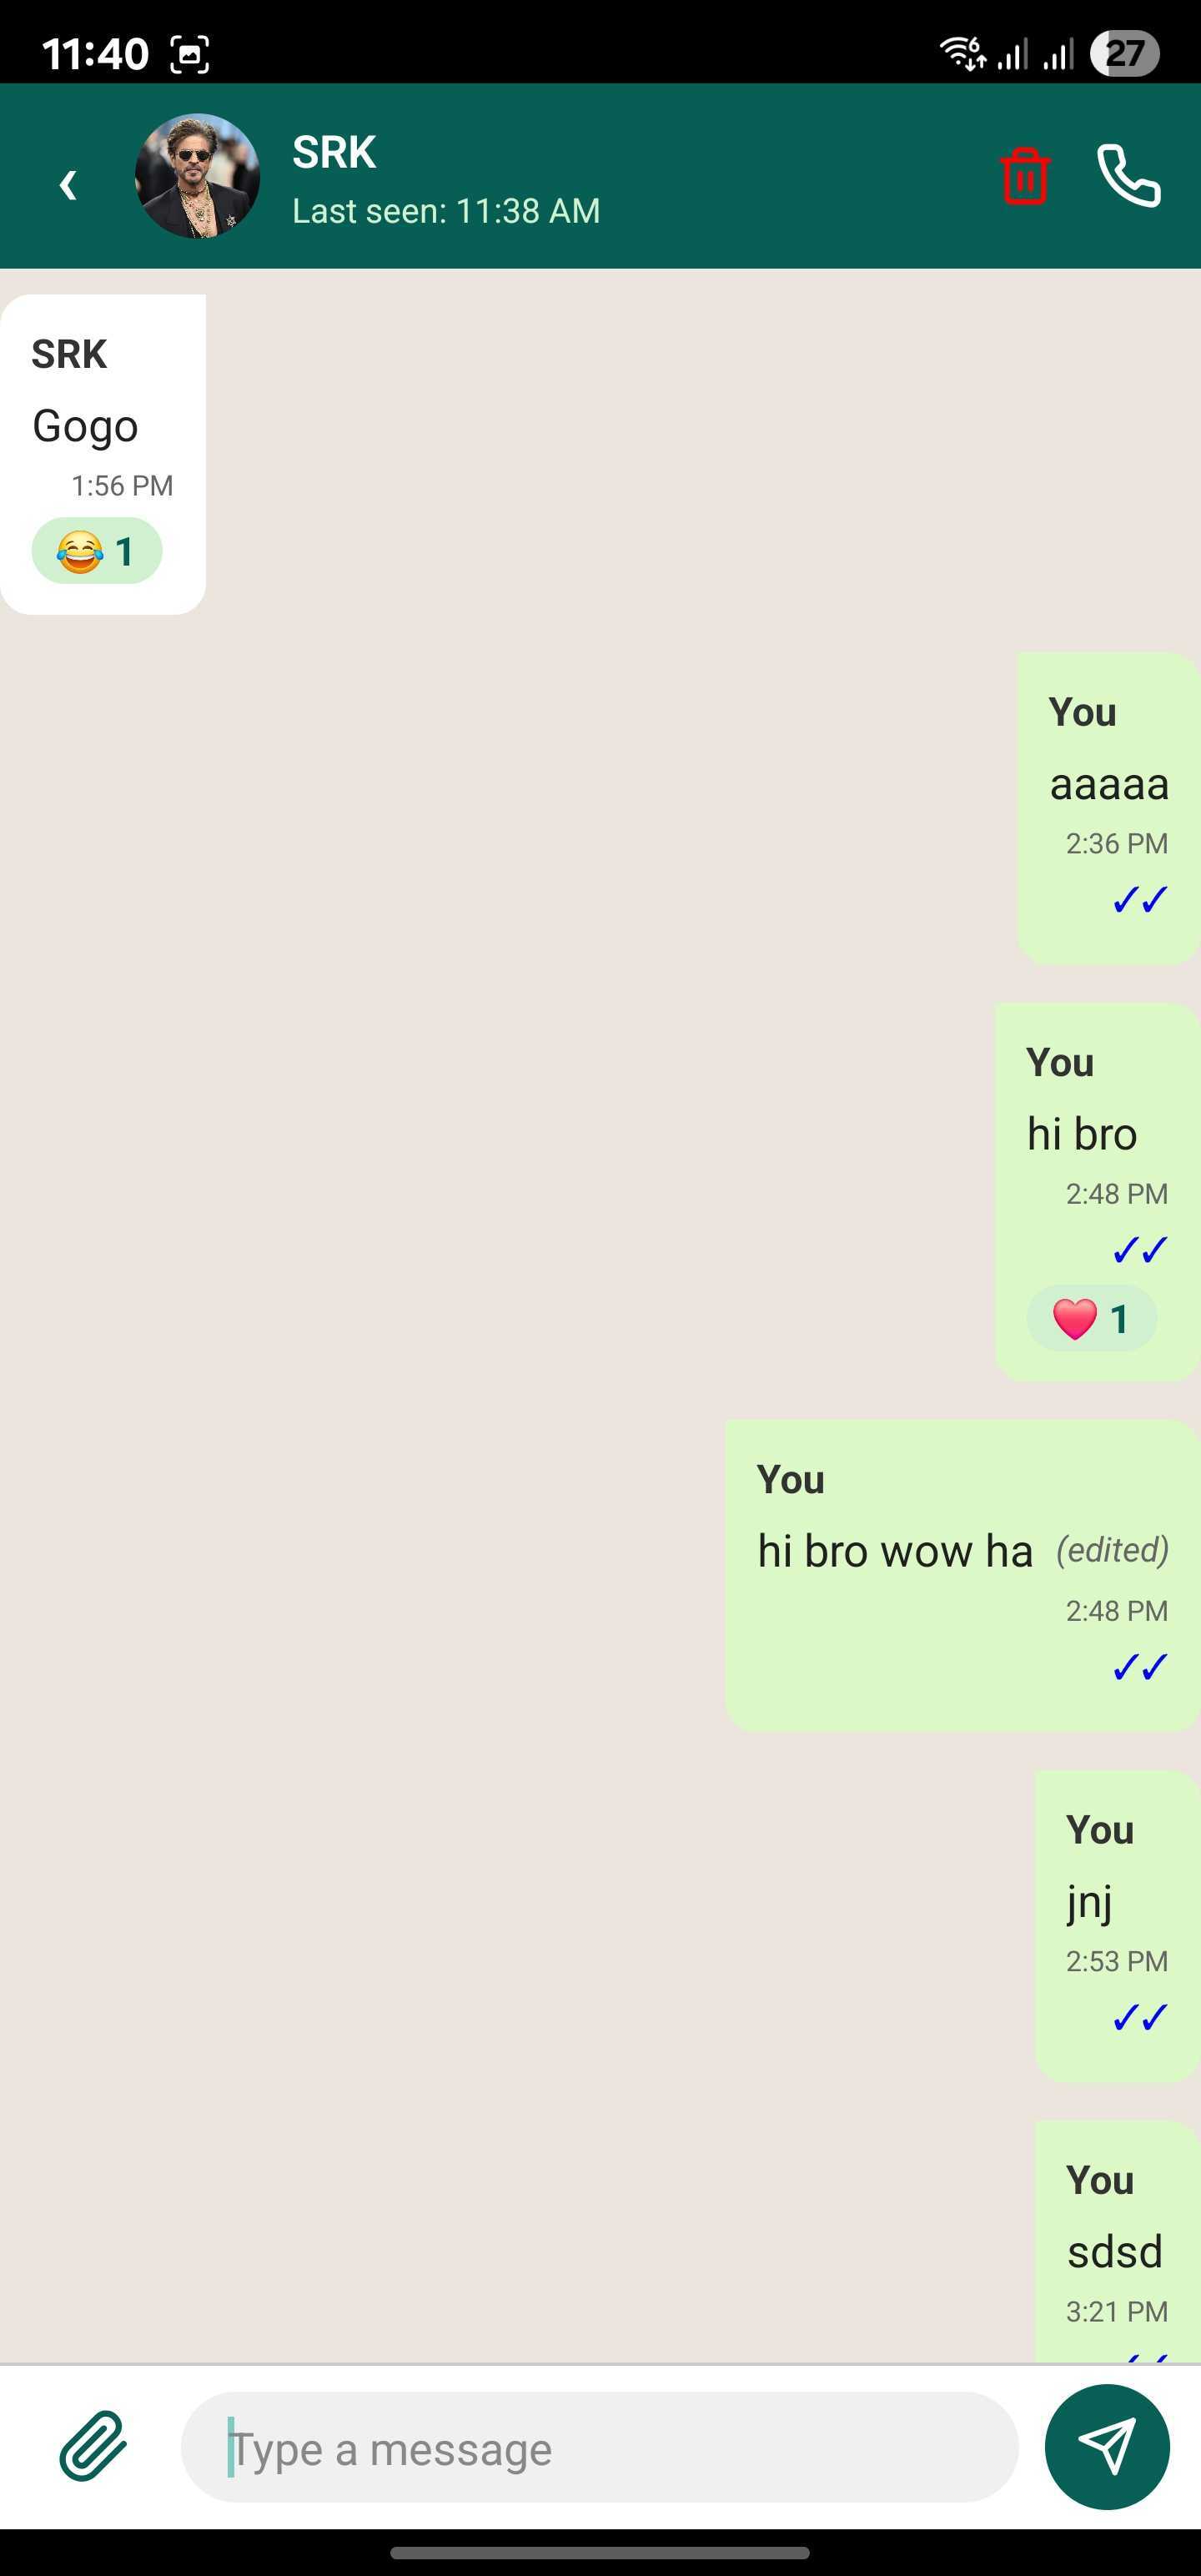 11:40
27
SRK
Last seen: 11:38 AM
SRK
Gogo
1:56 PM
😂 1
You
aaaaa
2:36 PM
✓✓
You
hi bro
2:48 PM
✓✓
❤️ 1
You
hi bro wow ha (edited)
2:48 PM
✓✓
You
jnj
2:53 PM
✓✓
You
sdsd
3:21 PM
✓✓
Type a message